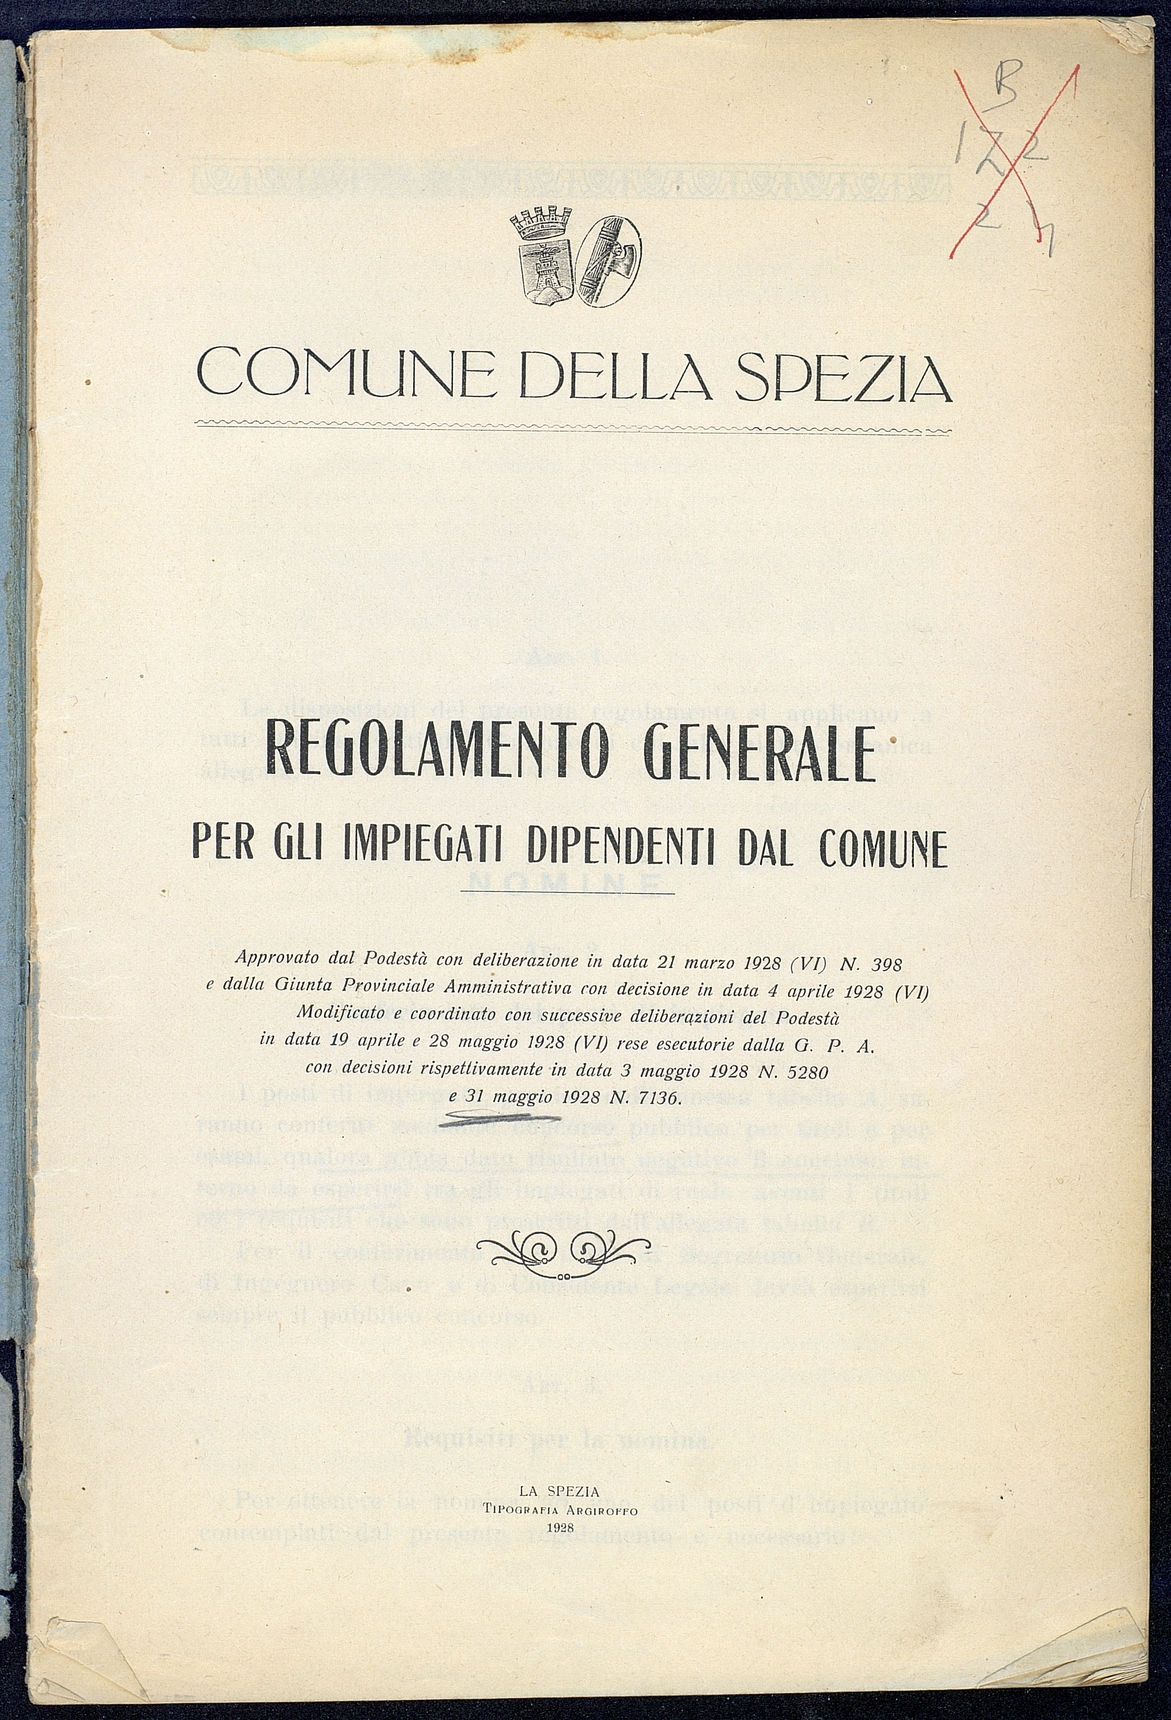 B
122
COMUNE DELLA SPEZIA
REGOLAMENTO GENERALE
PER GLI IMPIEGATI DIPENDENTI DAL COMUNE
Approvato dal Podestà con deliberazione in data 21 marzo 1928 (VI) N. 398
e dalla Giunta Provinciale Amministrativa con decisione in data 4 aprile 1928 (VI)
Modificato e coordinato con successive deliberazioni del Podestà
in data 19 aprile e 28 maggio 1928 (VI) rese esecutorie dalla G. P. A.
con decisioni rispettivamente in data 3 maggio 1928 N. 5280
e 31 maggio 1928 N. 7136.
LA SPEZIA
TIPOGRAFIA ARGIROFFO
1928